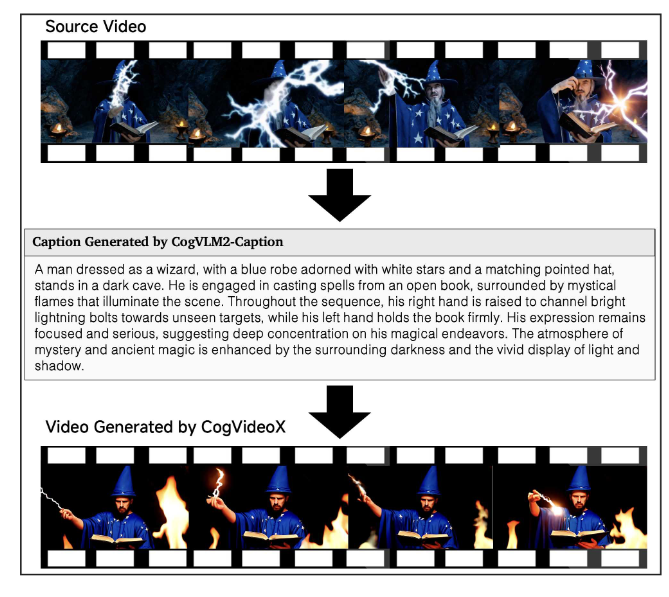 Source Video
Caption Generated by CogVLM2-Caption
A man dressed as a wizard, with a blue robe adorned with white stars and a matching pointed hat,
stands in a dark cave. He is engaged in casting spells from an open book, surrounded by mystical
flames that illuminate the scene. Throughout the sequence, his right hand is raised to channel bright
lightning bolts towards unseen targets, while his left hand holds the book firmly. His expression remains
focused and serious, suggesting deep concentration on his magical endeavors. The atmosphere of
mystery and ancient magic is enhanced by the surrounding darkness and the vivid display of light and
shadow.
Video Generated by CogVideoX